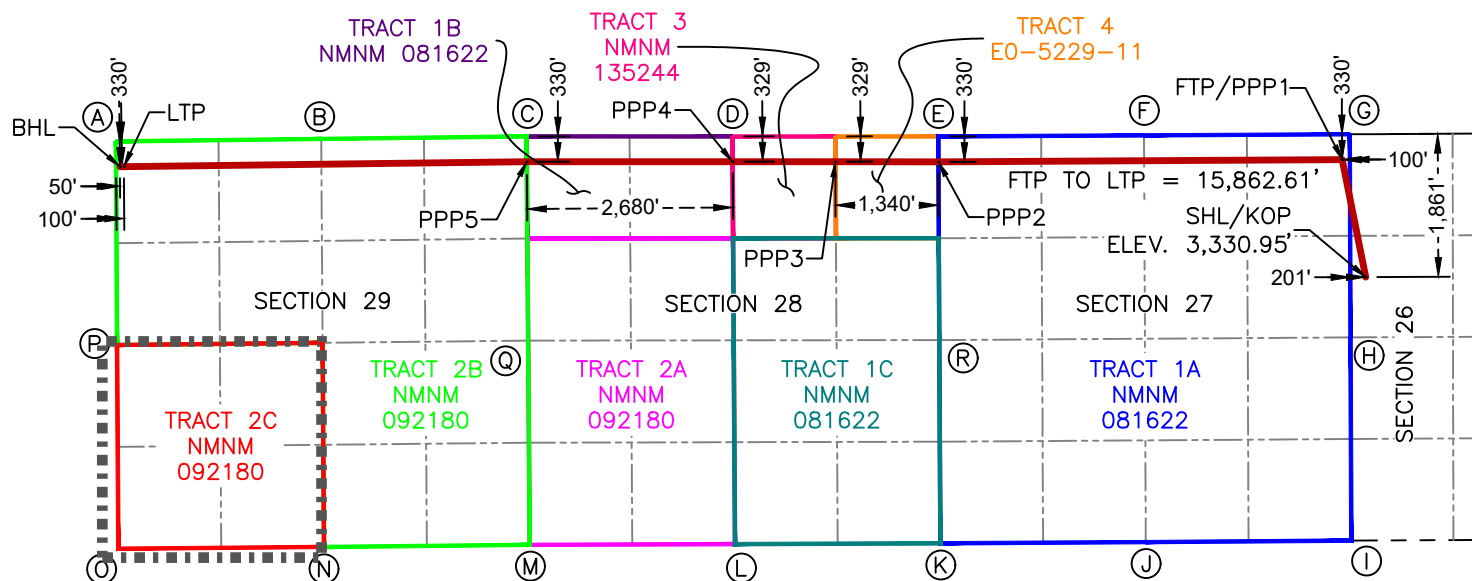 TRACT 1B
NMNM 081622
TRACT 3
NMNM
135244
TRACT 4
E0-5229-11
330'
A
LTP
BHL
B
C
330'
PPP4
D
329'
329'
E
330'
F
FTP/PPP1
330'
G
50'
100'
PPP5
2,680'
PPP3
1,340'
PPP2
FTP TO LTP = 15,862.61'
SHL/KOP
ELEV. 3,330.95'
201'
100'
1,861'
SECTION 29
SECTION 28
SECTION 27
SECTION 26
P
Q
R
H
TRACT 2C
NMNM
092180
TRACT 2B
NMNM
092180
TRACT 2A
NMNM
092180
TRACT 1C
NMNM
081622
TRACT 1A
NMNM
081622
O
N
M
L
K
J
I